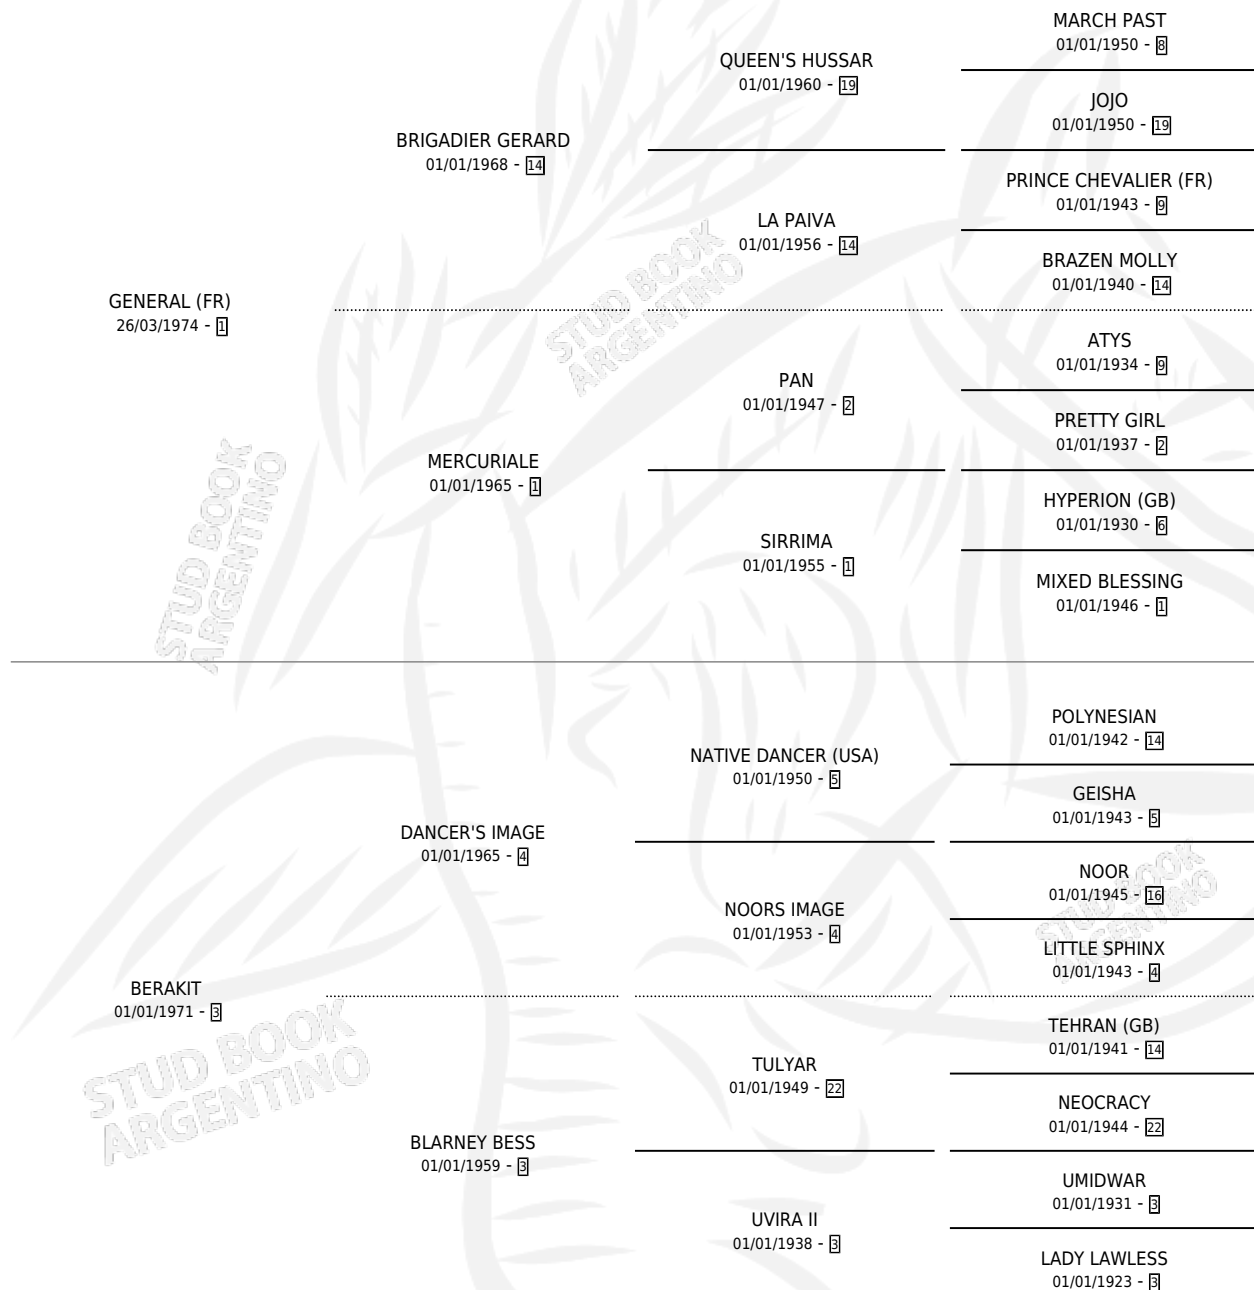 MARCH PAST
01/01/1950 - 8
QUEEN'S HUSSAR
01/01/1960 - 19
JOJO
01/01/1950 - 19
BRIGADIER GERARD
01/01/1968 - 14
PRINCE CHEVALIER (FR)
01/01/1943 - 9
LA PAIVA
01/01/1956 - 14
BRAZEN MOLLY
01/01/1940 - 14
GENERAL (FR)
26/03/1974 - 1
STUD BOOK
ARGENTINO
ATYS
01/01/1934 - 9
PAN
01/01/1947 - 2
PRETTY GIRL
01/01/1937 - 2
MERCURIALE
01/01/1965 - 1
HYPERION (GB)
01/01/1930 - 6
SIRRIMA
01/01/1955 - 1
MIXED BLESSING
01/01/1946 - 1
STUD BOOK
ARGENTINO
POLYNESIAN
01/01/1942 - 14
NATIVE DANCER (USA)
01/01/1950 - 5
GEISHA
01/01/1943 - 5
DANCER'S IMAGE
01/01/1965 - 4
NOOR
01/01/1945 - 16
NOORS IMAGE
01/01/1953 - 4
LITTLE SPHINX
01/01/1943 - 4
STUD BOOK
ARGENTINO
BERAKIT
01/01/1971 - 3
TEHRAN (GB)
01/01/1941 - 14
TULYAR
01/01/1949 - 22
NEOCRACY
01/01/1944 - 22
STUD BOOK
ARGENTINO
BLARNEY BESS
01/01/1959 - 3
UMIDWAR
01/01/1931 - 3
UVIRA II
01/01/1938 - 3
LADY LAWLESS
01/01/1923 - 3